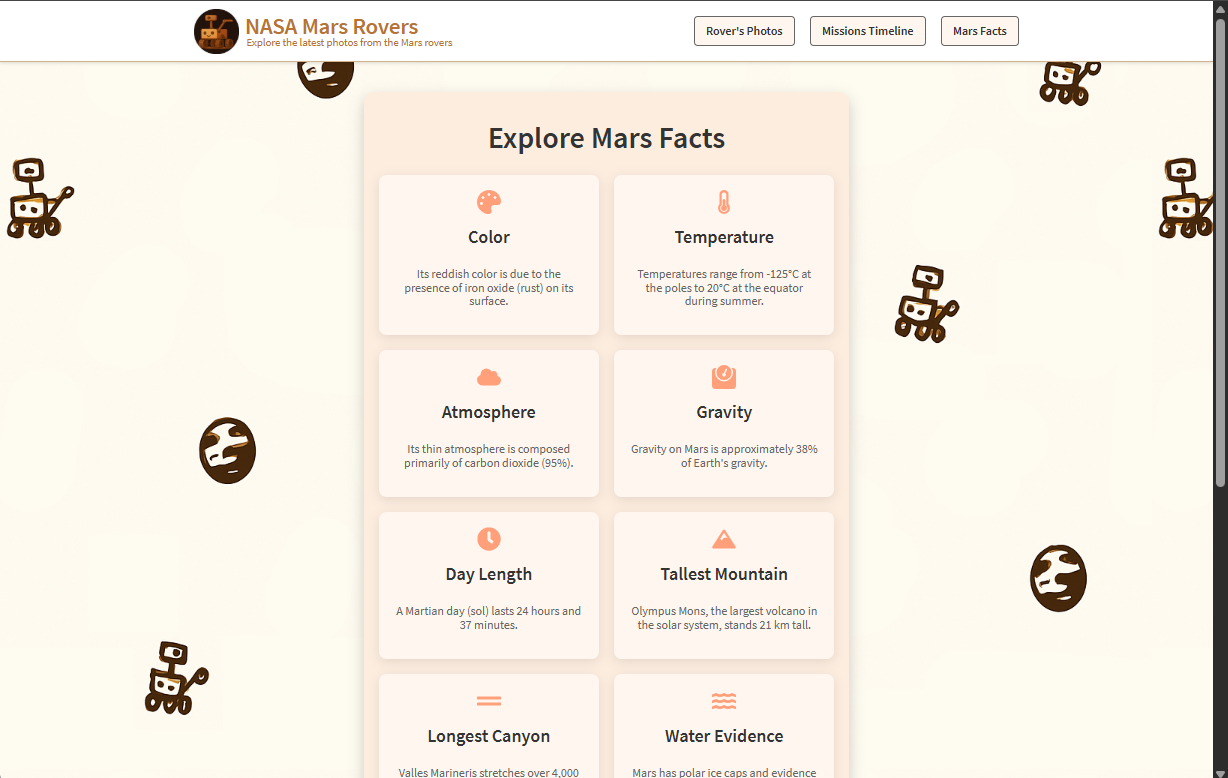 NASA Mars Rovers
Explore the latest photos from the Mars rovers
Rover's Photos
Missions Timeline
Mars Facts
Explore Mars Facts
Color
Its reddish color is due to the
presence of iron oxide (rust) on its
surface.
Temperature
Temperatures range from -125°C at
the poles to 20°C at the equator
during summer.
Atmosphere
Its thin atmosphere is composed
primarily of carbon dioxide (95%).
Gravity
Gravity on Mars is approximately 38%
of Earth's gravity.
Day Length
A Martian day (sol) lasts 24 hours and
37 minutes.
Tallest Mountain
Olympus Mons, the largest volcano in
the solar system, stands 21 km tall.
Longest Canyon
Valles Marineris stretches over 4,000
Water Evidence
Mars has polar ice caps and evidence